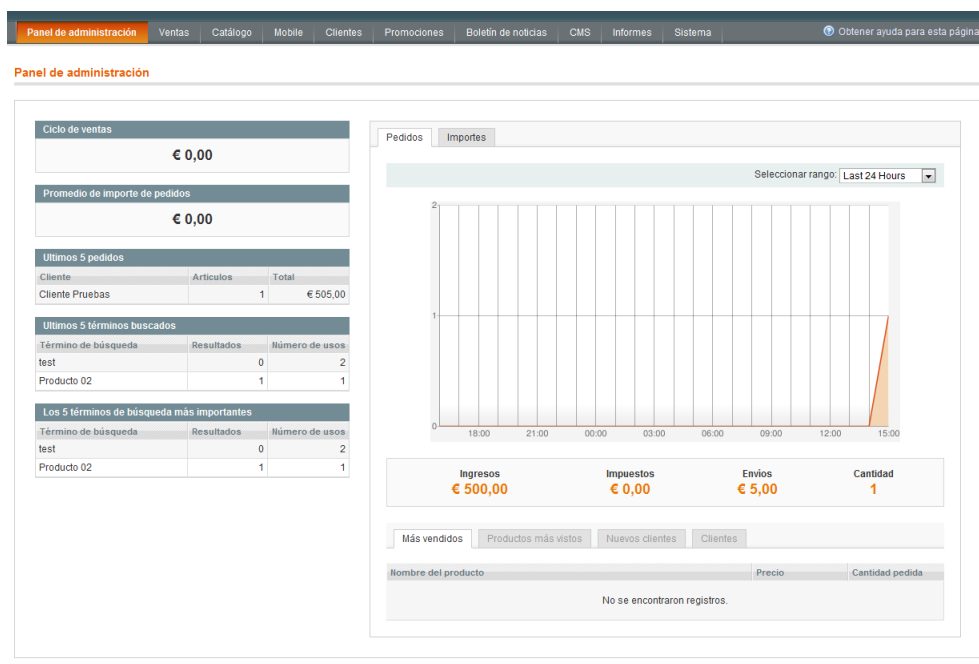 Panel de administración Ventas Catálogo Mobile Clientes Promociones Boletín de noticias CMS Informes Sistema Obtener ayuda para esta página
Panel de administración
Ciclo de ventas
€ 0,00
Promedio de importe de pedidos
€ 0,00
Ultimos 5 pedidos
Cliente Articulos Total
Cliente Pruebas 1 € 505,00
Ultimos 5 términos buscados
Término de búsqueda Resultados Número de usos
test 0 2
Producto 02 1 1
Los 5 términos de búsqueda más importantes
Término de búsqueda Resultados Número de usos
test 0 2
Producto 02 1 1
Pedidos Importes
Seleccionar rango: Last 24 Hours
2
1
0
18:00 21:00 00:00 03:00 06:00 09:00 12:00 15:00
Ingresos Impuestos Envios Cantidad
€ 500,00 € 0,00 € 5,00 1
Más vendidos Productos más vistos Nuevos clientes Clientes
Nombre del producto Precio Cantidad pedida
No se encontraron registros.